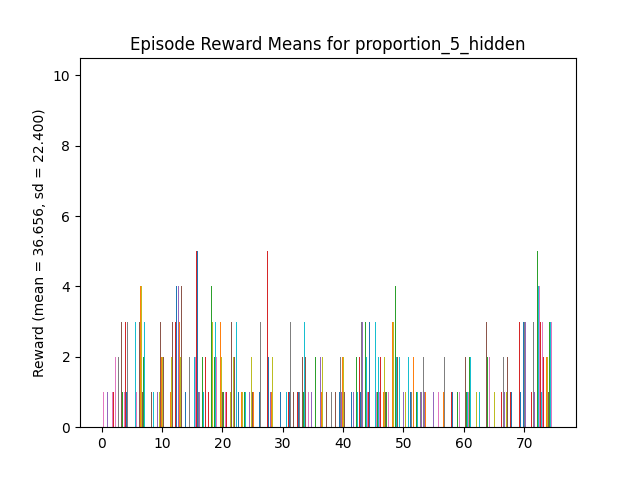 Episode Reward Means for proportion_5_hidden
Reward (mean = 36.656, sd = 22.400)
10
8
6
4
2
0
0 10 20 30 40 50 60 70